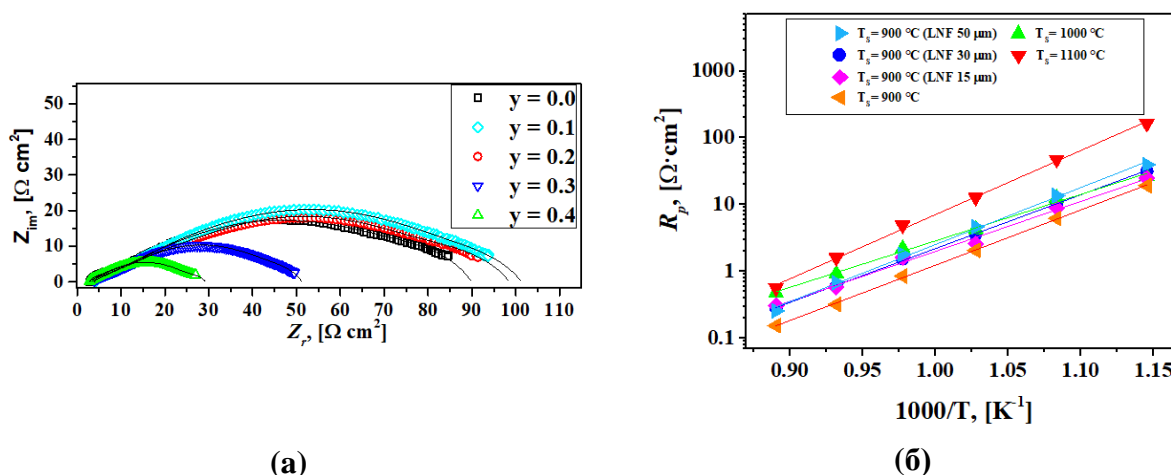 Z_im, [Ω cm²]
50
40
30
20
10
0
y = 0.0
y = 0.1
y = 0.2
y = 0.3
y = 0.4
0 10 20 30 40 50 60 70 80 90 100 110
Z_r, [Ω cm²]
(а)
R_p, [Ω·cm²]
1000
100
10
1
0.1
T_S= 900 °C (LNF 50 μm) T_S= 1000 °C
T_S= 900 °C (LNF 30 μm) T_S= 1100 °C
T_S= 900 °C (LNF 15 μm)
T_S= 900 °C
0.90 0.95 1.00 1.05 1.10 1.15
1000/T, [K⁻¹]
(б)